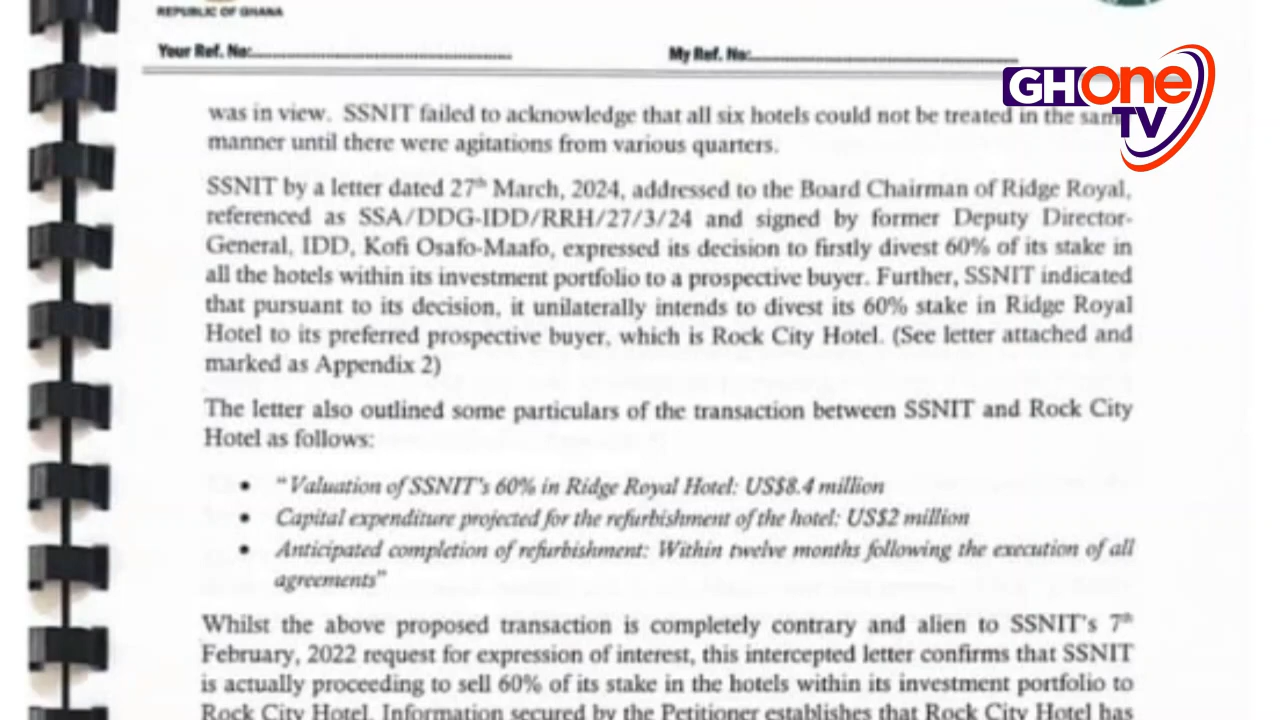 REPUBLIC OF GHANA
Your Ref. No:
My Ref. No:
GHOne
TV
was in view. SSNIT failed to acknowledge that all six hotels could not be treated in the same
manner until there were agitations from various quarters.
SSNIT by a letter dated 27th March, 2024, addressed to the Board Chairman of Ridge Royal,
referenced as SSA/DDG-IDD/RRH/27/3/24 and signed by former Deputy Director-
General, IDD, Kofi Osafo-Maafo, expressed its decision to firstly divest 60% of its stake in
all the hotels within its investment portfolio to a prospective buyer. Further, SSNIT indicated
that pursuant to its decision, it unilaterally intends to divest its 60% stake in Ridge Royal
Hotel to its preferred prospective buyer, which is Rock City Hotel. (See letter attached and
marked as Appendix 2)
The letter also outlined some particulars of the transaction between SSNIT and Rock City
Hotel as follows:
• "Valuation of SSNIT's 60% in Ridge Royal Hotel: US$8.4 million
• Capital expenditure projected for the refurbishment of the hotel: US$2 million
• Anticipated completion of refurbishment: Within twelve months following the execution of all
agreements"
Whilst the above proposed transaction is completely contrary and alien to SSNIT's 7th
February, 2022 request for expression of interest, this intercepted letter confirms that SSNIT
is actually proceeding to sell 60% of its stake in the hotels within its investment portfolio to
Rock City Hotel. Information secured by the Petitioner establishes that Rock City Hotel has